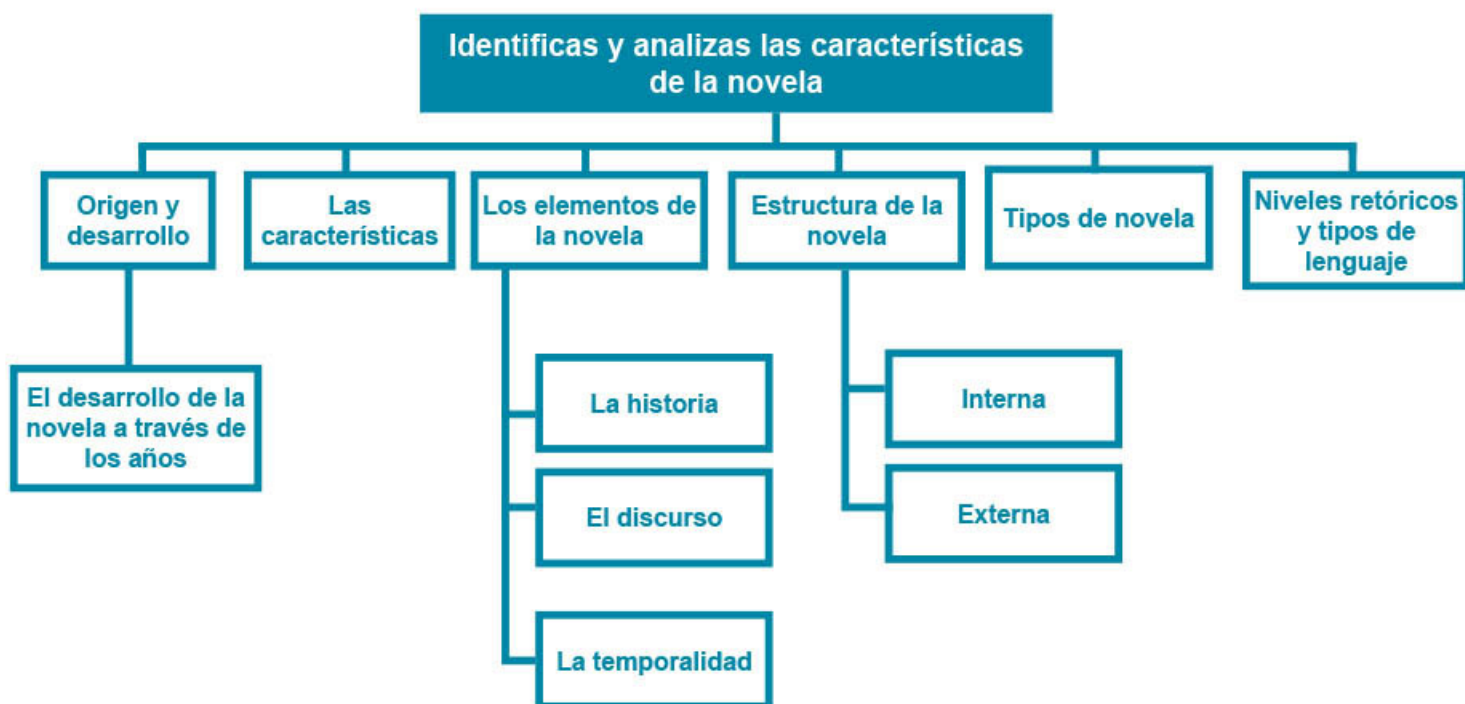 Identificas y analizas las características
de la novela
Origen y
desarrollo
Las
características
Los elementos de
la novela
Estructura de la
novela
Tipos de novela
Niveles retóricos
y tipos de
lenguaje
El desarrollo de la
novela a través de
los años
La historia
El discurso
La temporalidad
Interna
Externa